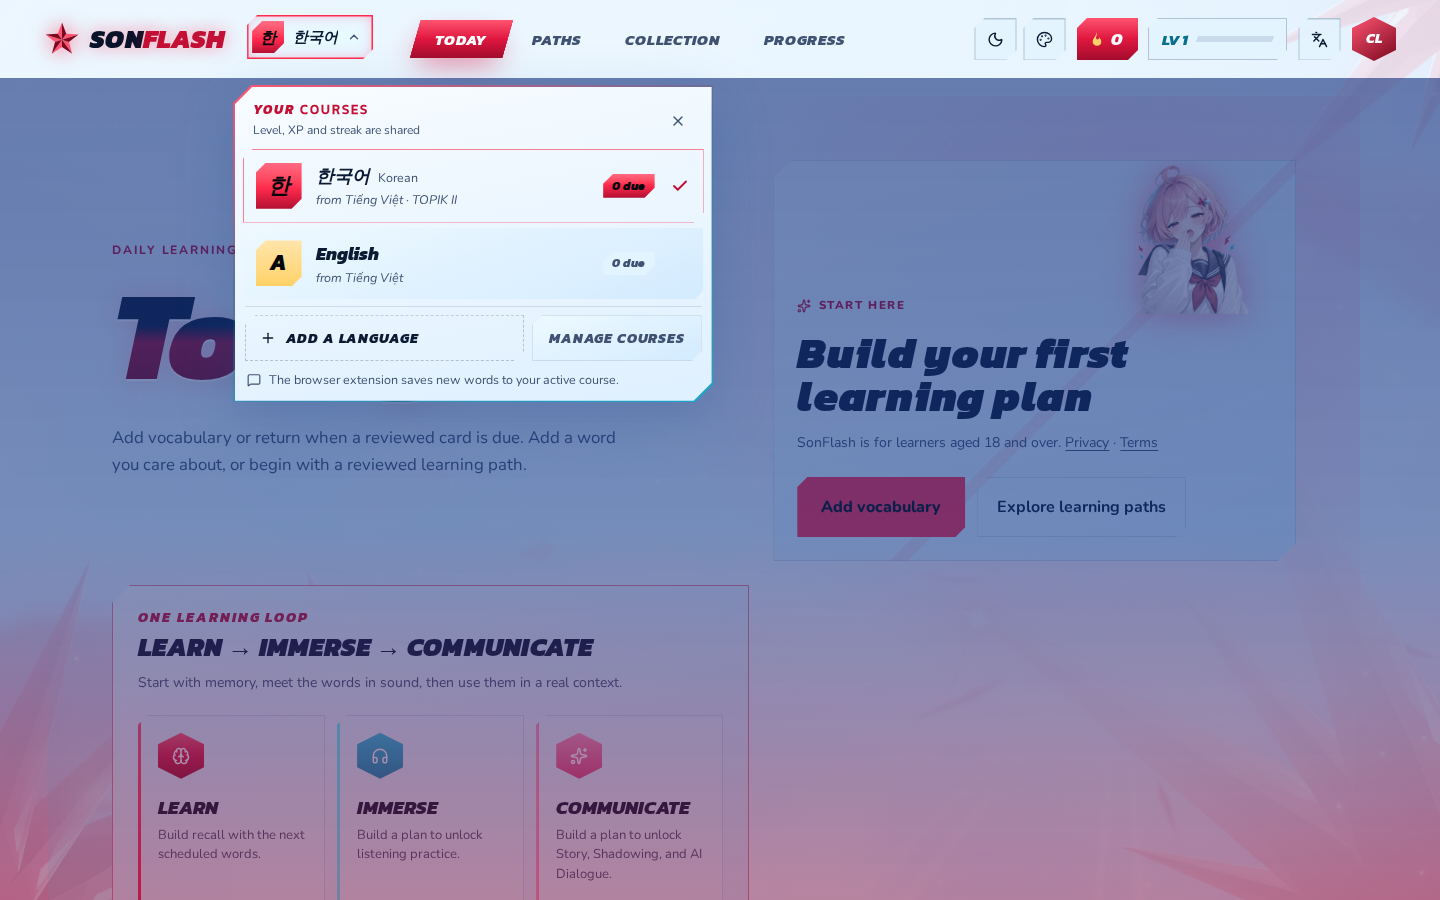 SONFLASH
한 한국어
TODAY
PATHS
COLLECTION
PROGRESS
0
LV 1
CL
YOUR COURSES
Level, XP and streak are shared
한
한국어 Korean
from Tiếng Việt · TOPIK II
0 due
A
English
from Tiếng Việt
0 due
ADD A LANGUAGE
MANAGE COURSES
The browser extension saves new words to your active course.
DAILY LEARNING
To
Add vocabulary or return when a reviewed card is due. Add a word
you care about, or begin with a reviewed learning path.
START HERE
Build your first
learning plan
SonFlash is for learners aged 18 and over. Privacy · Terms
Add vocabulary
Explore learning paths
ONE LEARNING LOOP
LEARN → IMMERSE → COMMUNICATE
Start with memory, meet the words in sound, then use them in a real context.
LEARN
Build recall with the next
scheduled words.
IMMERSE
Build a plan to unlock
listening practice.
COMMUNICATE
Build a plan to unlock
Story, Shadowing, and AI
Dialogue.